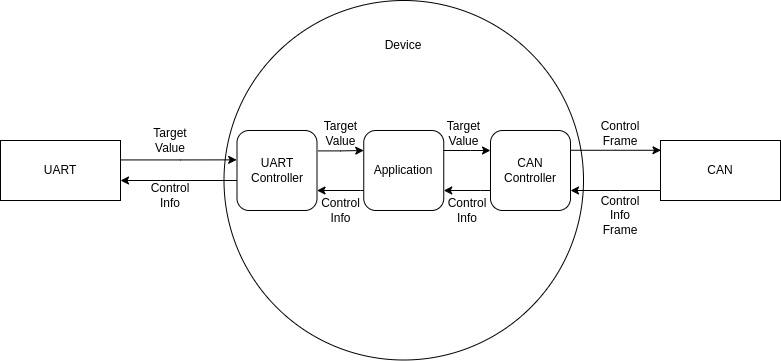 Device
Target
Value
Control
Info
UART
UART
Controller
Target
Value
Control
Info
Application
Target
Value
Control
Info
CAN
Controller
Control
Frame
Control
Info
Frame
CAN